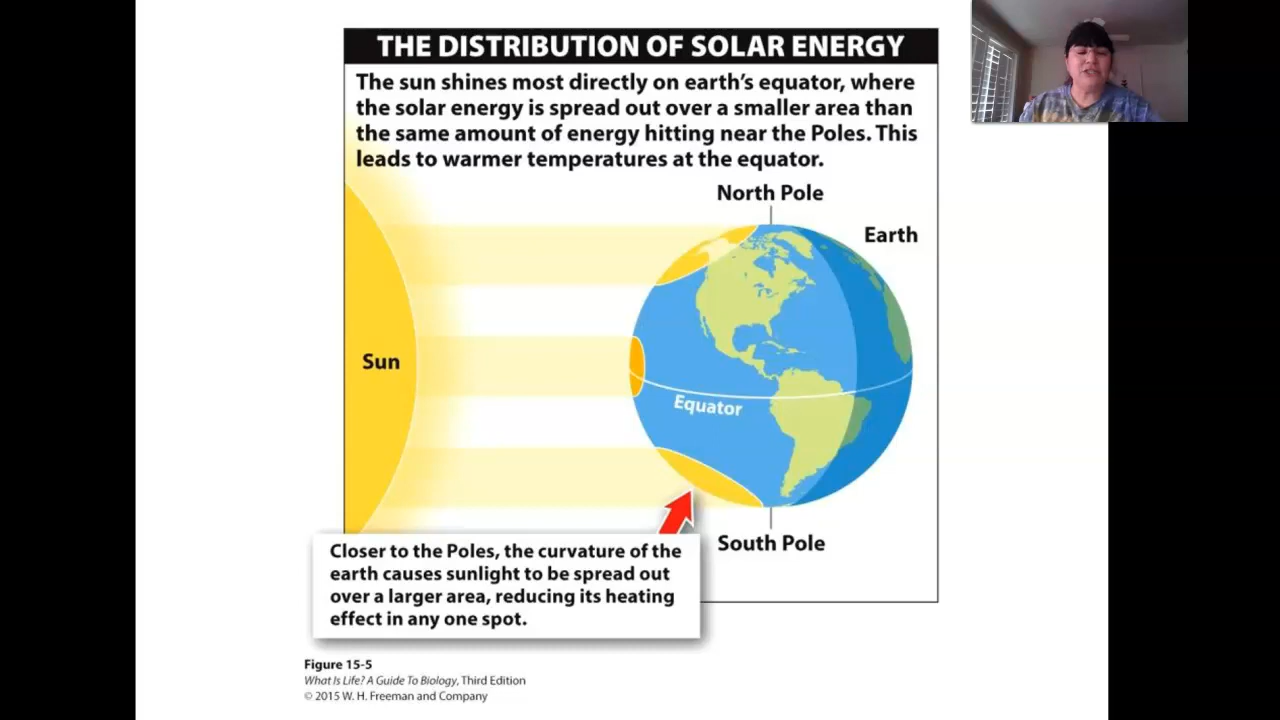 THE DISTRIBUTION OF SOLAR ENERGY
The sun shines most directly on earth's equator, where
the solar energy is spread out over a smaller area than
the same amount of energy hitting near the Poles. This
leads to warmer temperatures at the equator.
North Pole
Earth
Sun
Equator
South Pole
Closer to the Poles, the curvature of the
earth causes sunlight to be spread out
over a larger area, reducing its heating
effect in any one spot.
Figure 15-5
What Is Life? A Guide To Biology, Third Edition
© 2015 W. H. Freeman and Company